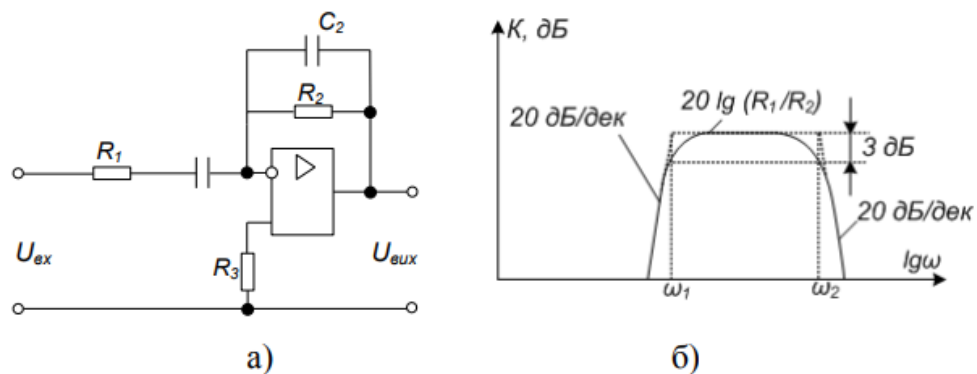 C2
R2
R1
R3
Uвх
Uвих
а)
K, дБ
20 дБ/дек
20 lg (R1/R2)
3 дБ
20 дБ/дек
lgω
ω1
ω2
б)